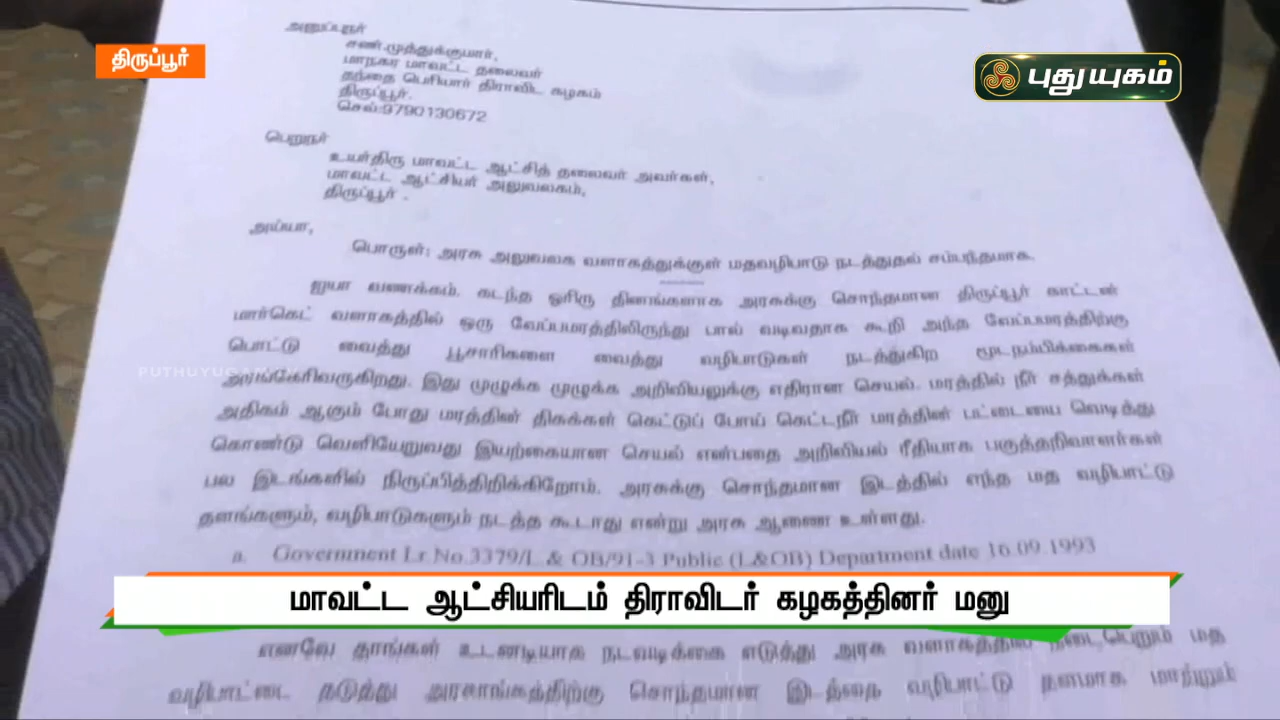 திருப்பூர்
புதுயுகம்
அனுப்புநர்
சண்.முத்துக்குமார்,
மாநகர மாவட்ட தலைவர்
தந்தை பெரியார் திராவிட கழகம்
திருப்பூர்.
செல்:9790130672
பெறுநர்
உயர்திரு மாவட்ட ஆட்சித் தலைவர் அவர்கள்,
மாவட்ட ஆட்சியர் அலுவலகம்,
திருப்பூர் .
அய்யா,
பொருள்: அரசு அலுவலக வளாகத்துக்குள் மதவழிபாடு நடத்துதல் சம்பந்தமாக.
ஐயா வணக்கம். கடந்த ஓரிரு தினங்களாக அரசுக்கு சொந்தமான திருப்பூர் காட்டன்
மார்கெட் வளாகத்தில் ஒரு வேப்பமரத்திலிருந்து பால் வடிவதாக கூறி அந்த வேப்பமரத்திற்கு
பொட்டு வைத்து பூசாரிகளை வைத்து வழிபாடுகள் நடத்துகிற மூடநம்பிக்கைகள்
அரங்கேறிவருகிறது. இது முழுக்க முழுக்க அறிவியலுக்கு எதிரான செயல். மரத்தில் நீர் சத்துக்கள்
அதிகம் ஆகும் போது மரத்தின் திசுக்கள் கெட்டுப் போய் கெட்டநீர் மரத்தின் பட்டையை வெடித்து
கொண்டு வெளியேறுவது இயற்கையான செயல் என்பதை அறிவியல் ரீதியாக பகுத்தறிவாளர்கள்
பல இடங்களில் நிருப்பித்திறிக்கிறோம். அரசுக்கு சொந்தமான இடத்தில் எந்த மத வழிபாட்டு
தளங்களும், வழிபாடுகளும் நடத்த கூடாது என்று அரசு ஆணை உள்ளது.
a. Government Lr.No.3379/L & OB/91-3 Public (L&OB) Department date 16.09.1993
மாவட்ட ஆட்சியரிடம் திராவிடர் கழகத்தினர் மனு
எனவே தாங்கள் உடனடியாக நடவடிக்கை எடுத்து அரசு வளாகத்தில் நடைபெறும் மத
வழிபாட்டை தடுத்து அரசாங்கத்திற்கு சொந்தமான இடத்தை வழிபாட்டு தளமாக மாற்றும்